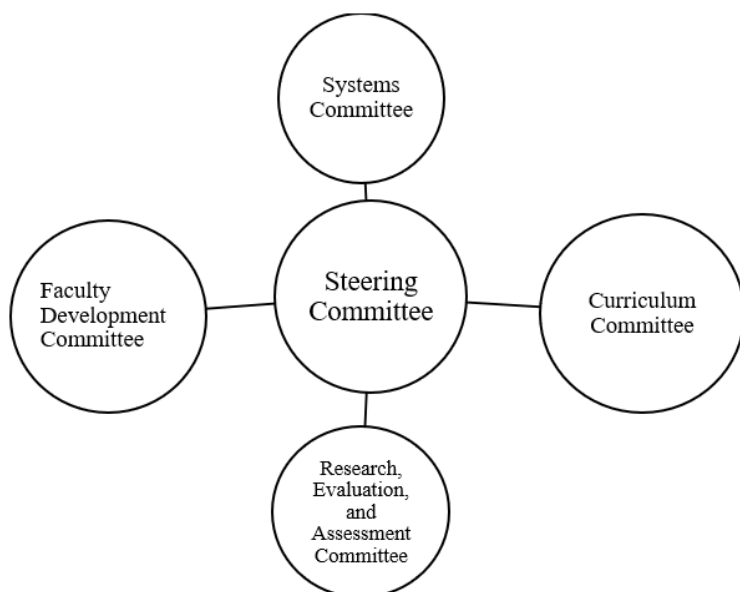 Systems
Committee
Faculty
Development
Committee
Steering
Committee
Curriculum
Committee
Research,
Evaluation,
and
Assessment
Committee